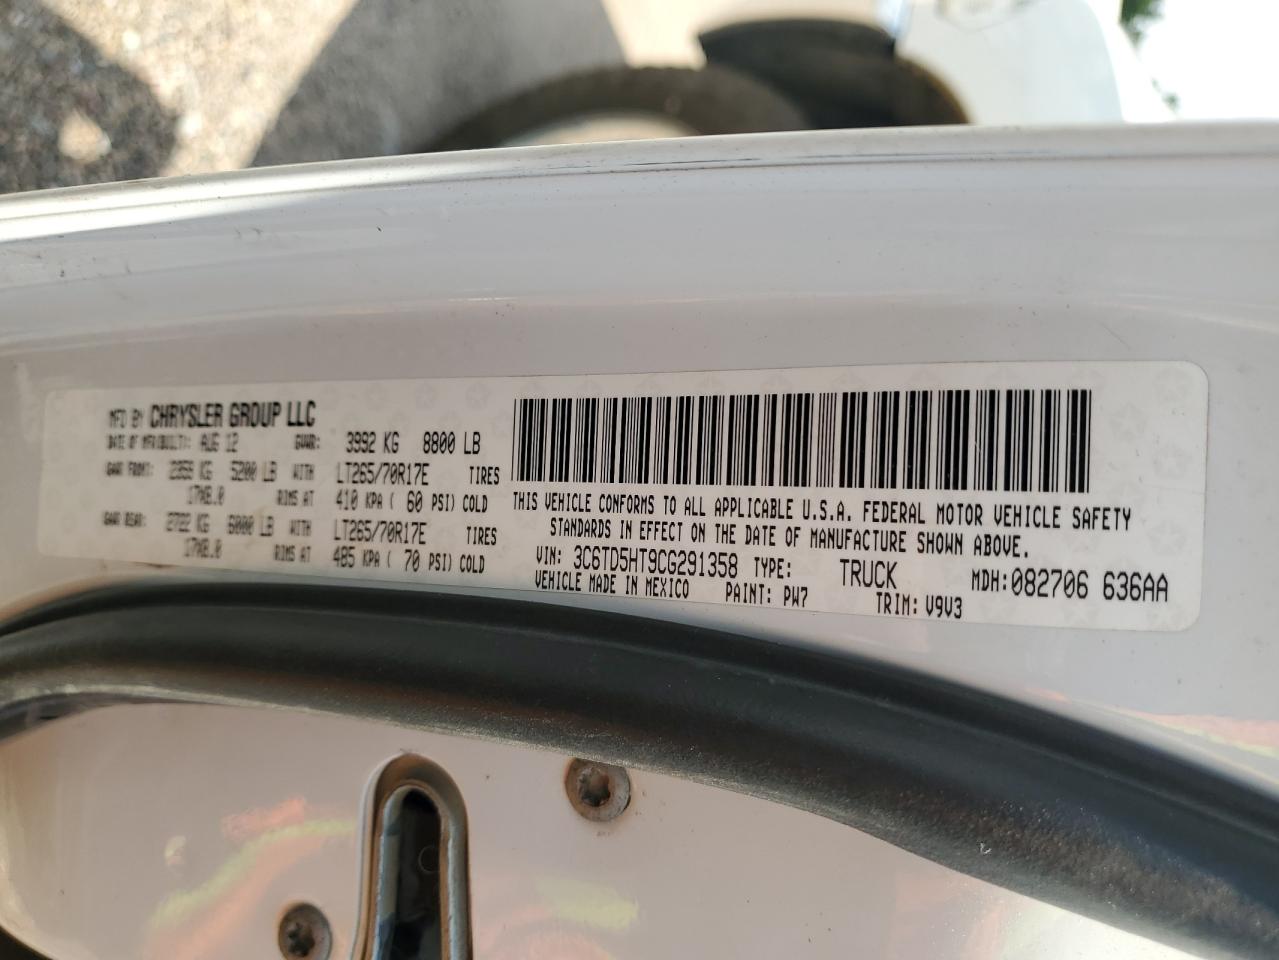 MFD BY CHRYSLER GROUP LLC
DATE OF MFR(BUILT): AUG 12 GVWR: 3992 KG 8800 LB
GAWR FRONT: 2359 KG 5200 LB WITH LT265/70R17E TIRES
17X8.0 RIMS AT 410 KPA ( 60 PSI) COLD
GAWR REAR: 2722 KG 6000 LB WITH LT265/70R17E TIRES
17X8.0 RIMS AT 485 KPA ( 70 PSI) COLD
THIS VEHICLE CONFORMS TO ALL APPLICABLE U.S.A. FEDERAL MOTOR VEHICLE SAFETY
STANDARDS IN EFFECT ON THE DATE OF MANUFACTURE SHOWN ABOVE.
VIN: 3C6TD5HT9CG291358 TYPE: TRUCK MDH:082706 636AA
VEHICLE MADE IN MEXICO PAINT: PW7 TRIM: V9V3